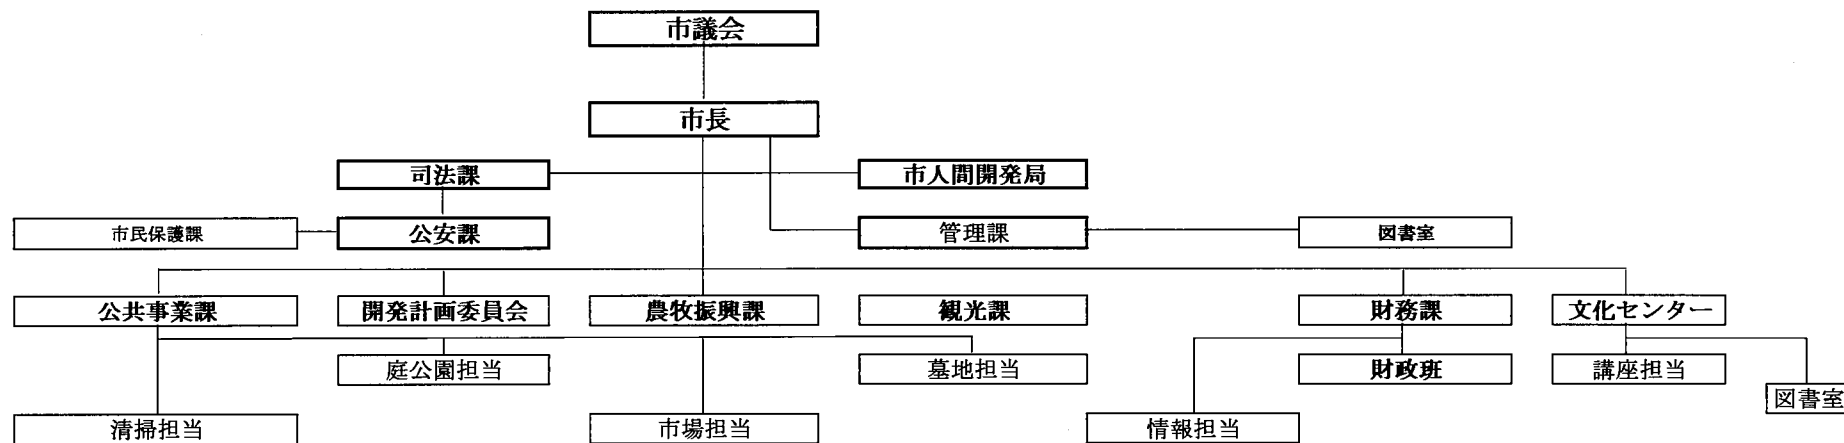 市議会
市長
司法課
市人間開発局
市民保護課
公安課
管理課
図書室
公共事業課
開発計画委員会
農牧振興課
観光課
財務課
文化センター
庭公園担当
墓地担当
財政班
講座担当
図書室
清掃担当
市場担当
情報担当